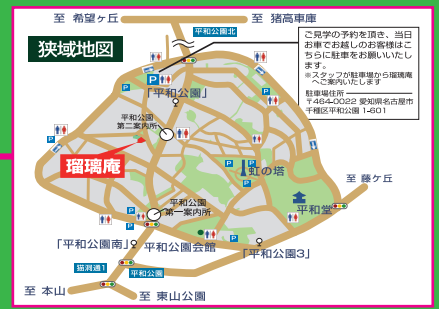 至 希望ヶ丘
至 猪高車庫
平和公園北
狭域地図
ご見学の予約を頂き、当日
お車でお越しのお客様はこ
ちらに駐車をお願いいたし
ます。
※スタッフが駐車場から瑠璃庵
へご案内いたします
駐車場住所
〒464-0022 愛知県名古屋市
千種区平和公園 1-601
P
「平和公園」
平和公園
第二案内所
瑠璃庵
P
P
P
P
虹の塔
P
至 藤ヶ丘
平和公園
第一案内所
平和堂
P
P
P
「平和公園南」
平和公園会館
「平和公園3」
猫洞通1
平和公園
至 本山
至 東山公園